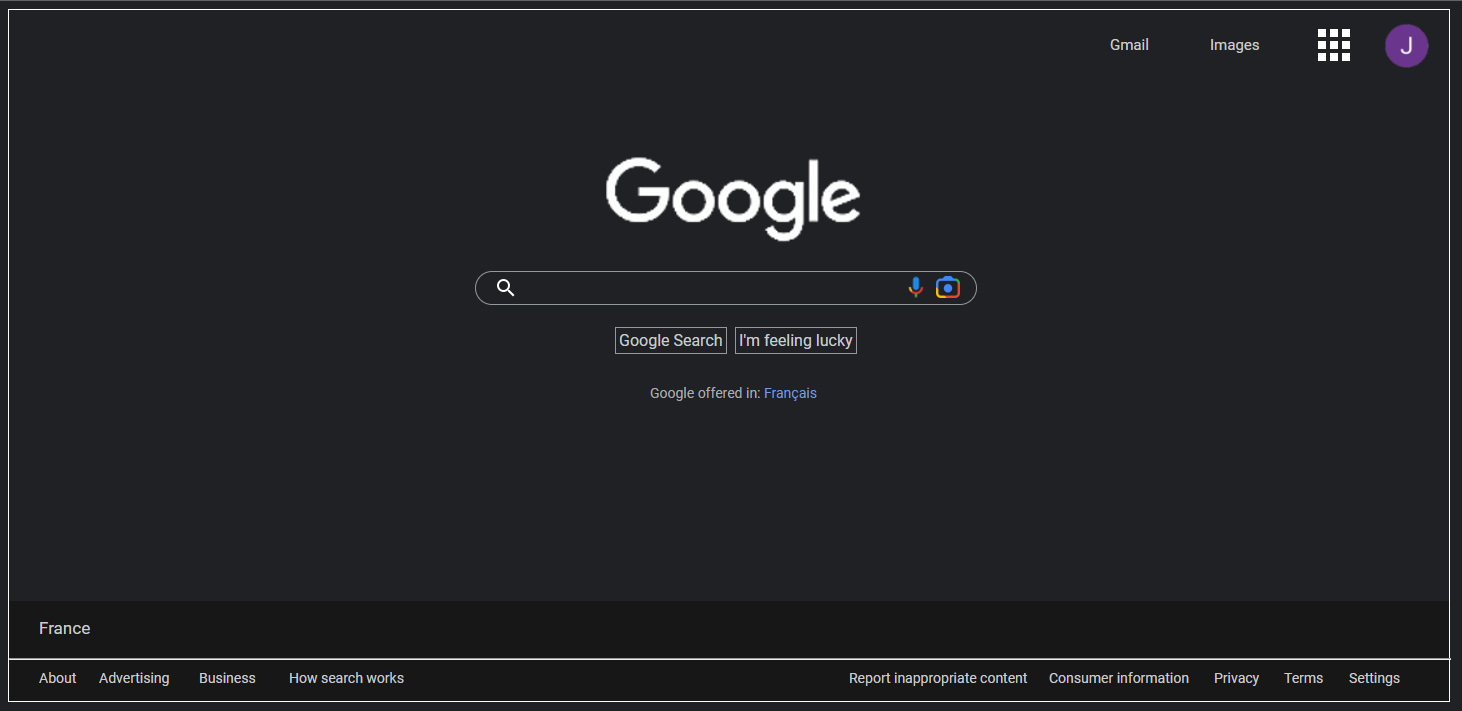 Gmail Images J
Google
Google Search I'm feeling lucky
Google offered in: Français
France
About Advertising Business How search works Report inappropriate content Consumer information Privacy Terms Settings